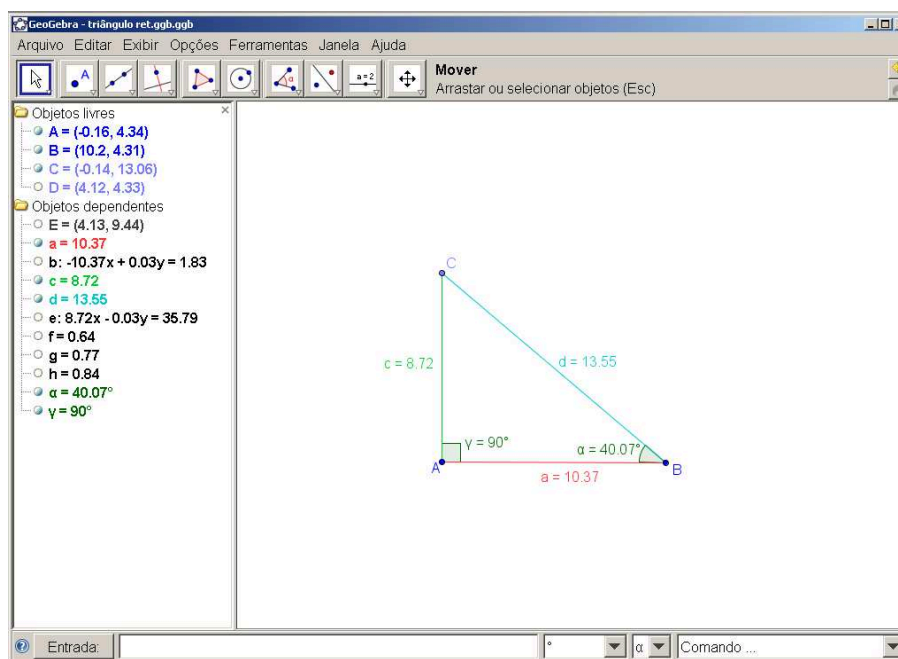 GeoGebra - triângulo ret.ggb.ggb
Arquivo Editar Exibir Opções Ferramentas Janela Ajuda
A
α
a=2
Mover
Arrastar ou selecionar objetos (Esc)
Objetos livres
A = (-0.16, 4.34)
B = (10.2, 4.31)
C = (-0.14, 13.06)
D = (4.12, 4.33)
Objetos dependentes
E = (4.13, 9.44)
a = 10.37
b: -10.37x + 0.03y = 1.83
c = 8.72
d = 13.55
e: 8.72x - 0.03y = 35.79
f = 0.64
g = 0.77
h = 0.84
α = 40.07°
γ = 90°
C
c = 8.72
d = 13.55
γ = 90°
α = 40.07°
A
B
a = 10.37
Entrada:
°
α
Comando ...